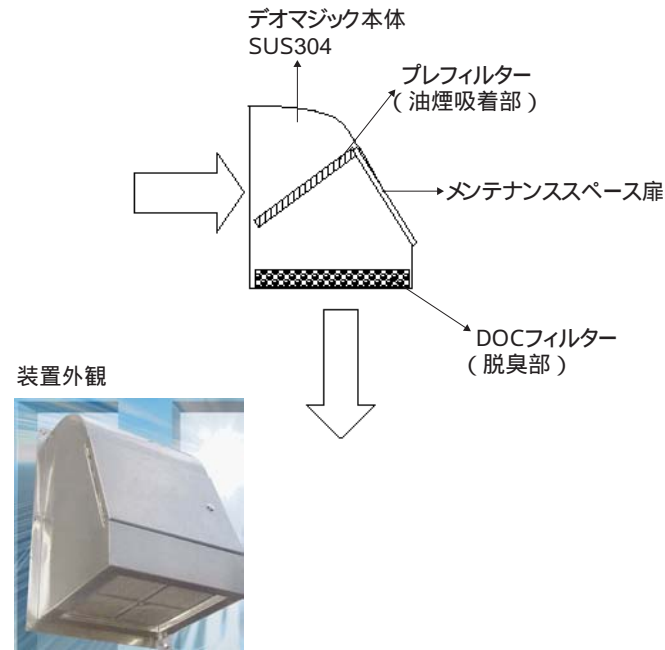 デオマジック本体
SUS304
プレフィルター
（油煙吸着部）
メンテナンススペース扉
DOCフィルター
（脱臭部）
装置外観